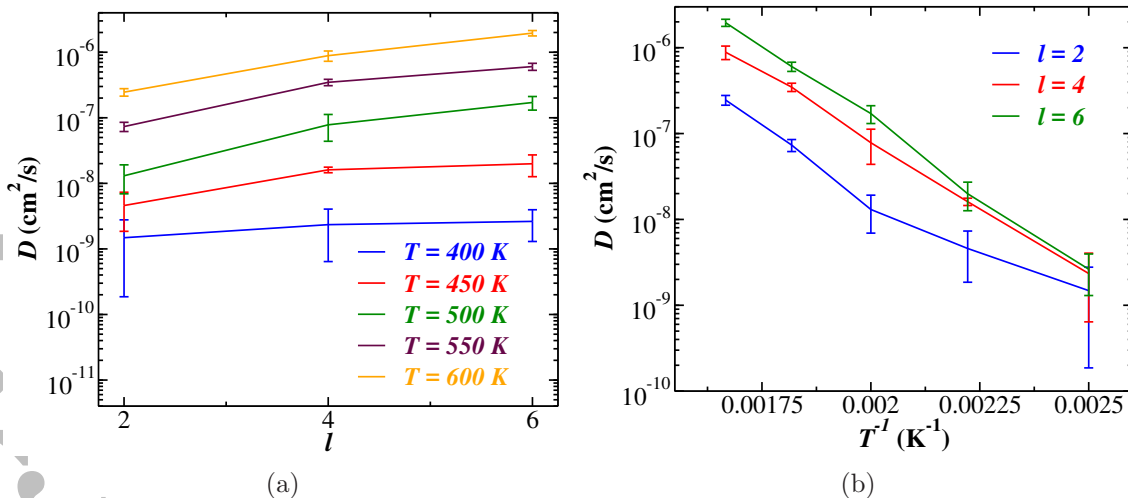 10^-6
10^-7
10^-8
10^-9
10^-10
10^-11
D (cm^2/s)
T = 400 K
T = 450 K
T = 500 K
T = 550 K
T = 600 K
2 4 6
l
(a)
10^-6
10^-7
10^-8
10^-9
10^-10
D (cm^2/s)
l = 2
l = 4
l = 6
0.00175 0.002 0.00225 0.0025
T^-1 (K^-1)
(b)